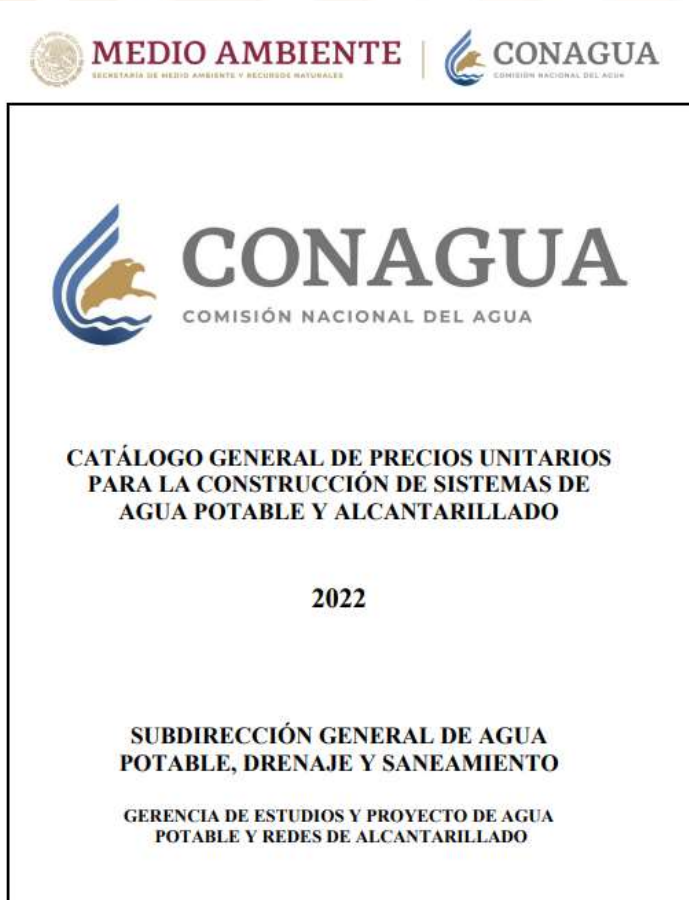 MEDIO AMBIENTE
SECRETARÍA DE MEDIO AMBIENTE Y RECURSOS NATURALES
CONAGUA
COMISIÓN NACIONAL DEL AGUA
CONAGUA
COMISIÓN NACIONAL DEL AGUA
CATÁLOGO GENERAL DE PRECIOS UNITARIOS
PARA LA CONSTRUCCIÓN DE SISTEMAS DE
AGUA POTABLE Y ALCANTARILLADO
2022
SUBDIRECCIÓN GENERAL DE AGUA
POTABLE, DRENAJE Y SANEAMIENTO
GERENCIA DE ESTUDIOS Y PROYECTO DE AGUA
POTABLE Y REDES DE ALCANTARILLADO